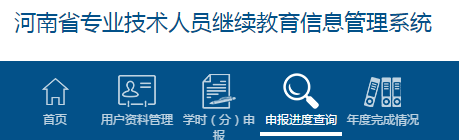 河南省专业技术人员继续教育信息管理系统
首页
用户资料管理
学时（分）申
报
申报进度查询
年度完成情况